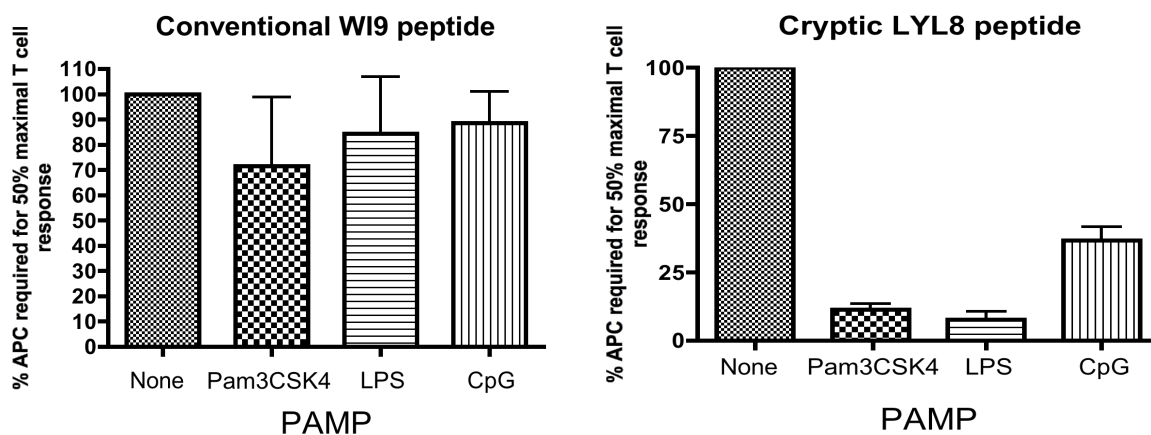 Conventional WI9 peptide
% APC required for 50% maximal T cell
response
110
100
90
80
70
60
50
40
30
20
10
0
None Pam3CSK4 LPS CpG
PAMP
Cryptic LYL8 peptide
% APC required for 50% maximal T cell
response
100
75
50
25
0
None Pam3CSK4 LPS CpG
PAMP